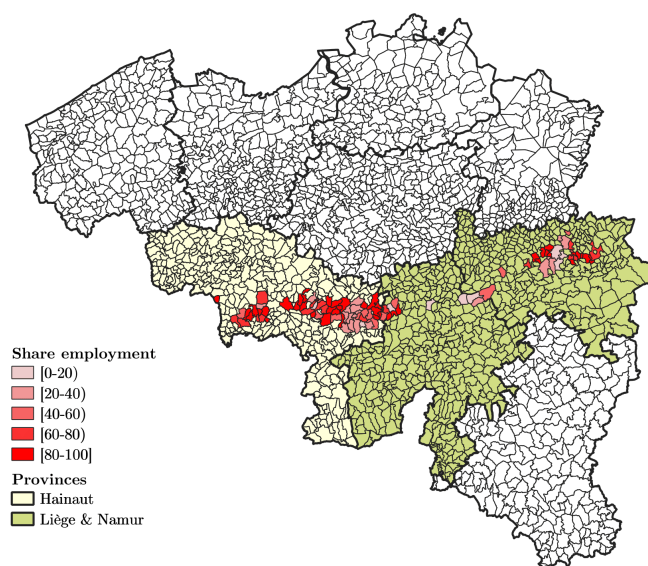 Share employment
[0-20)
[20-40)
[40-60)
[60-80)
[80-100]
Provinces
Hainaut
Liège & Namur